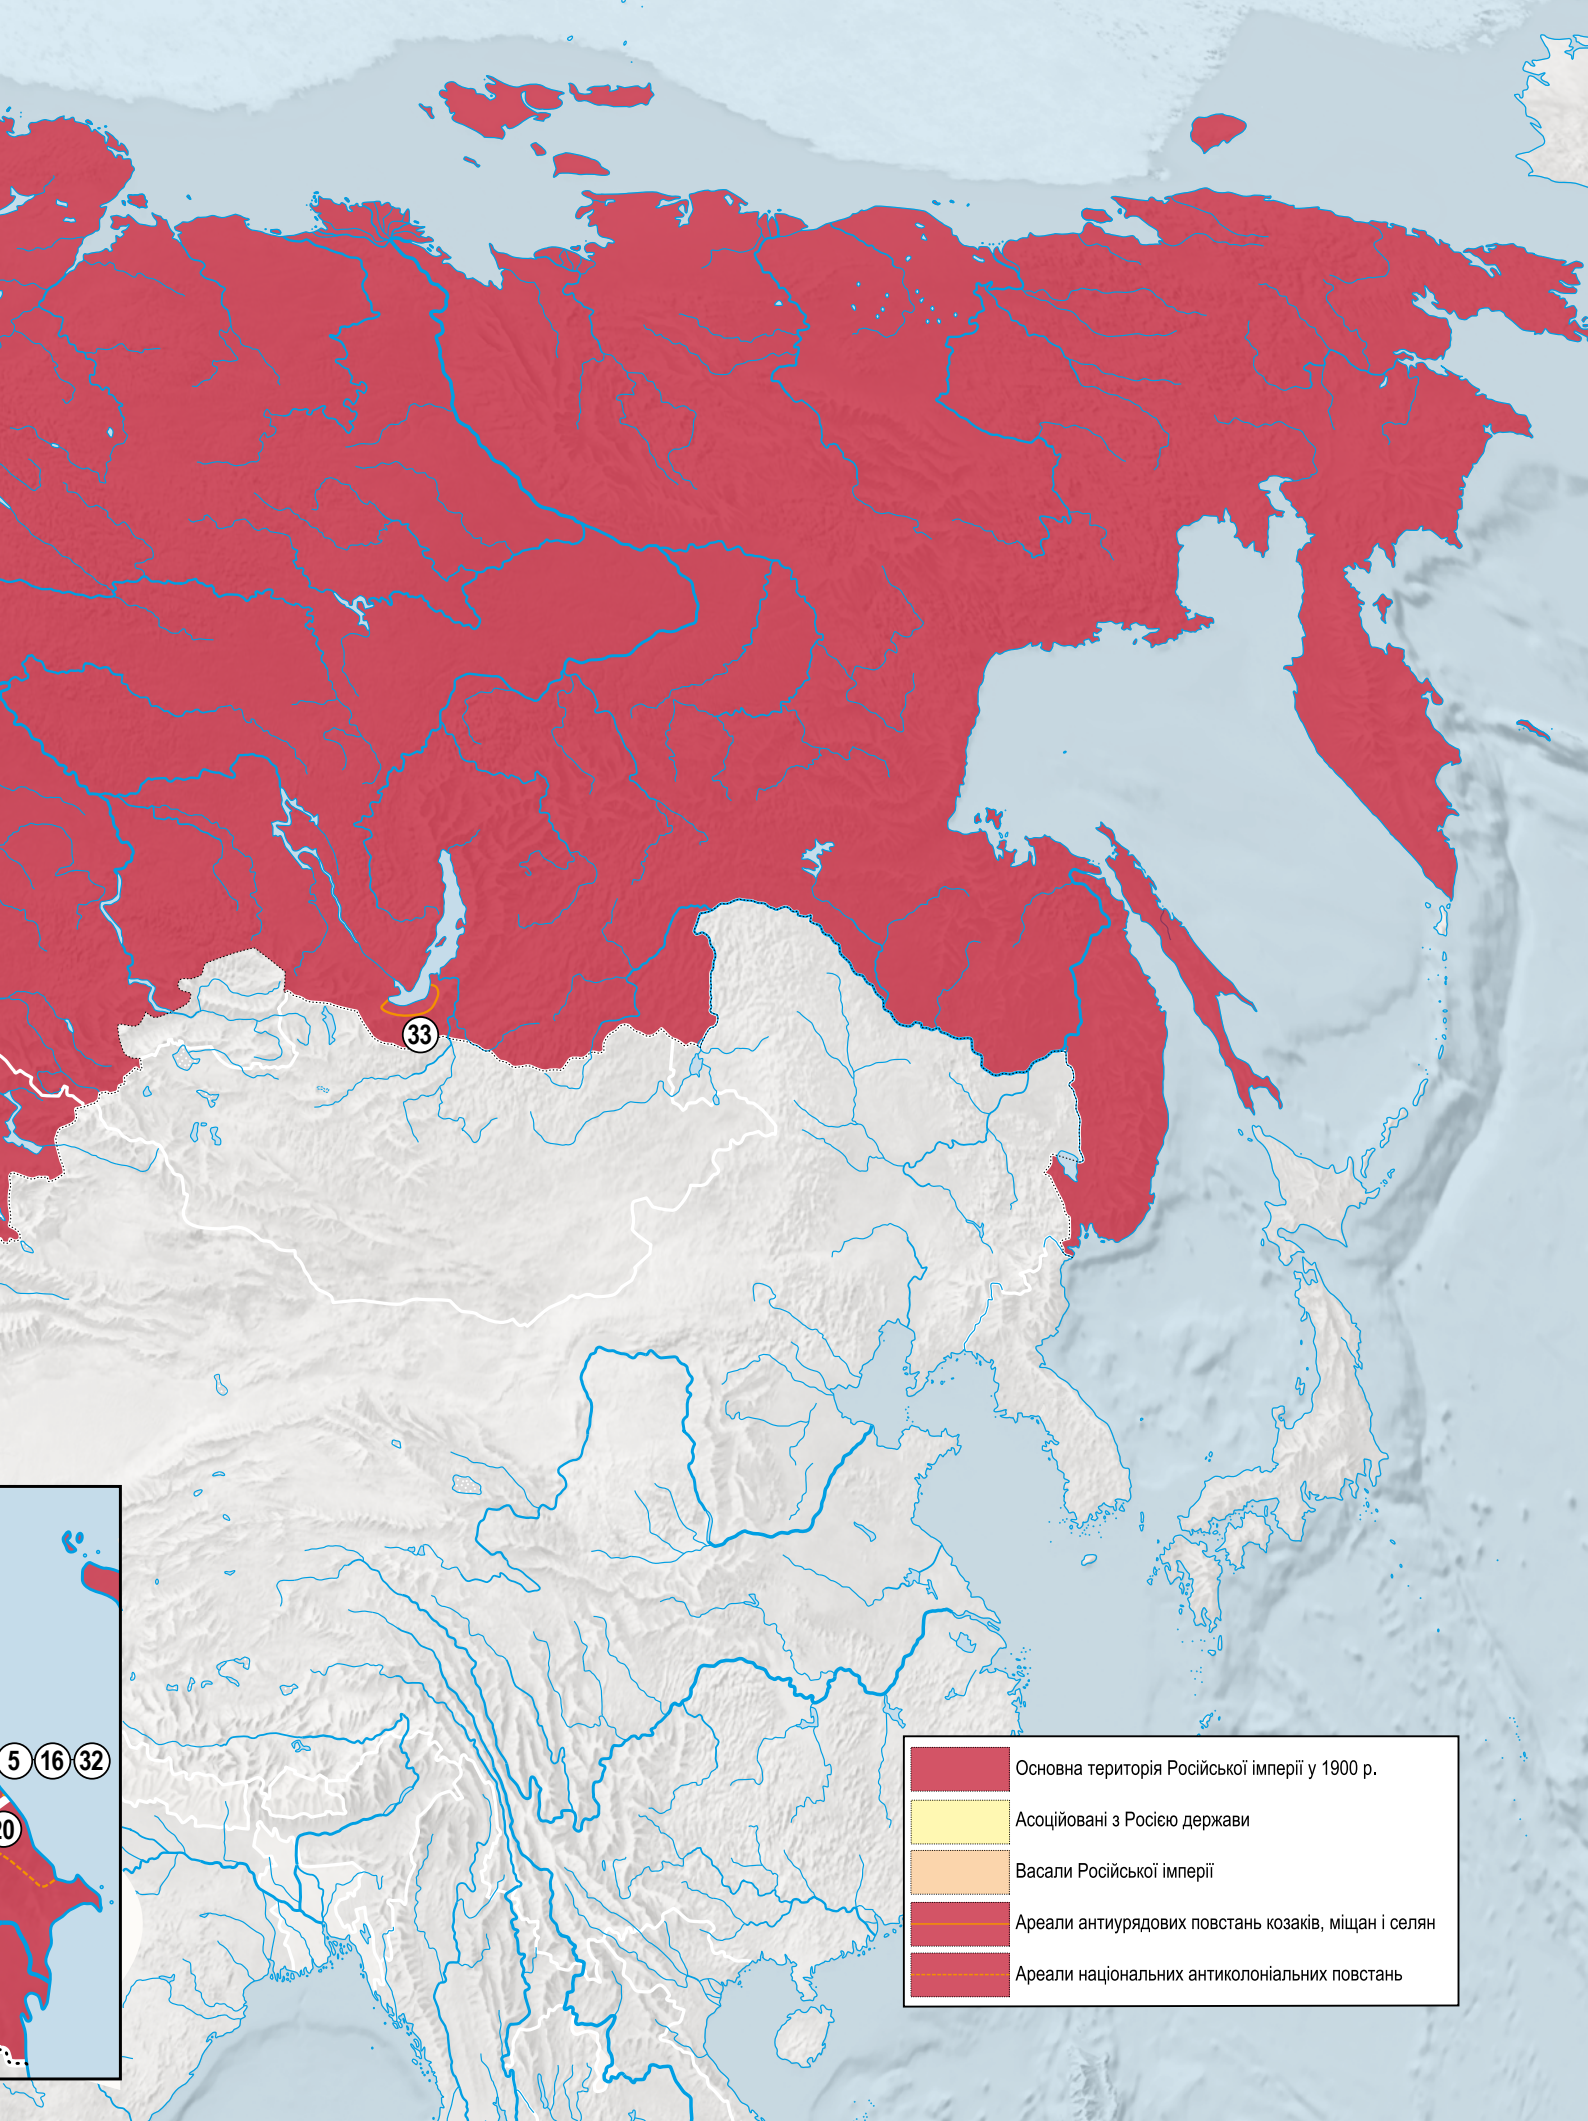 33
5 16 32
20
Основна територія Російської імперії у 1900 р.
Асоційовані з Росією держави
Васали Російської імперії
Ареали антиурядових повстань козаків, міщан і селян
Ареали національних антиколоніальних повстань